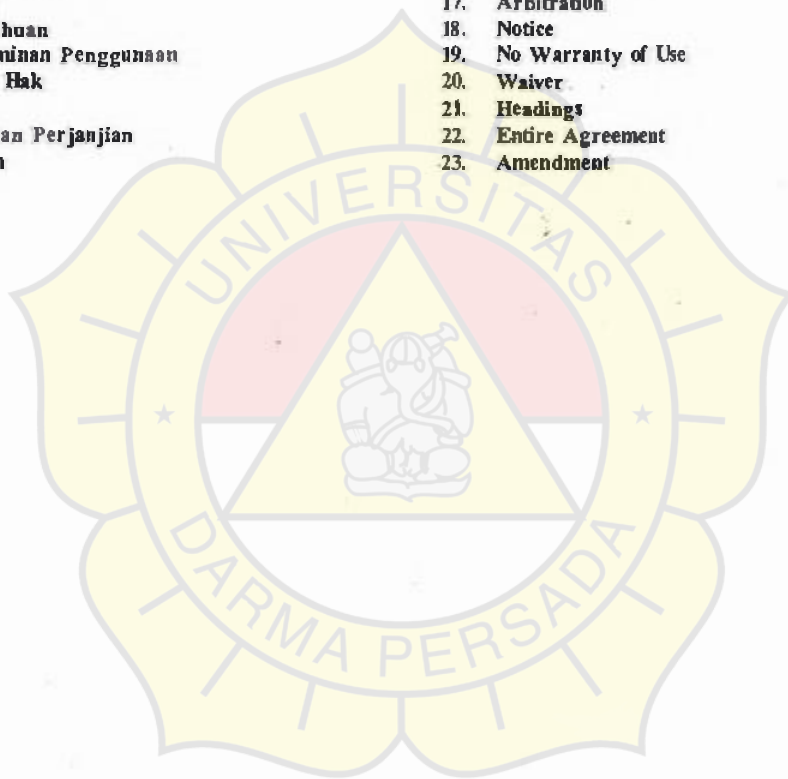 huan
ninan Penggunaan
Hak
an Perjanjian
17. Arbitration
18. Notice
19. No Warranty of Use
20. Waiver
21. Headings
22. Entire Agreement
23. Amendment
UNIVERSITAS
DARMA PERSADA